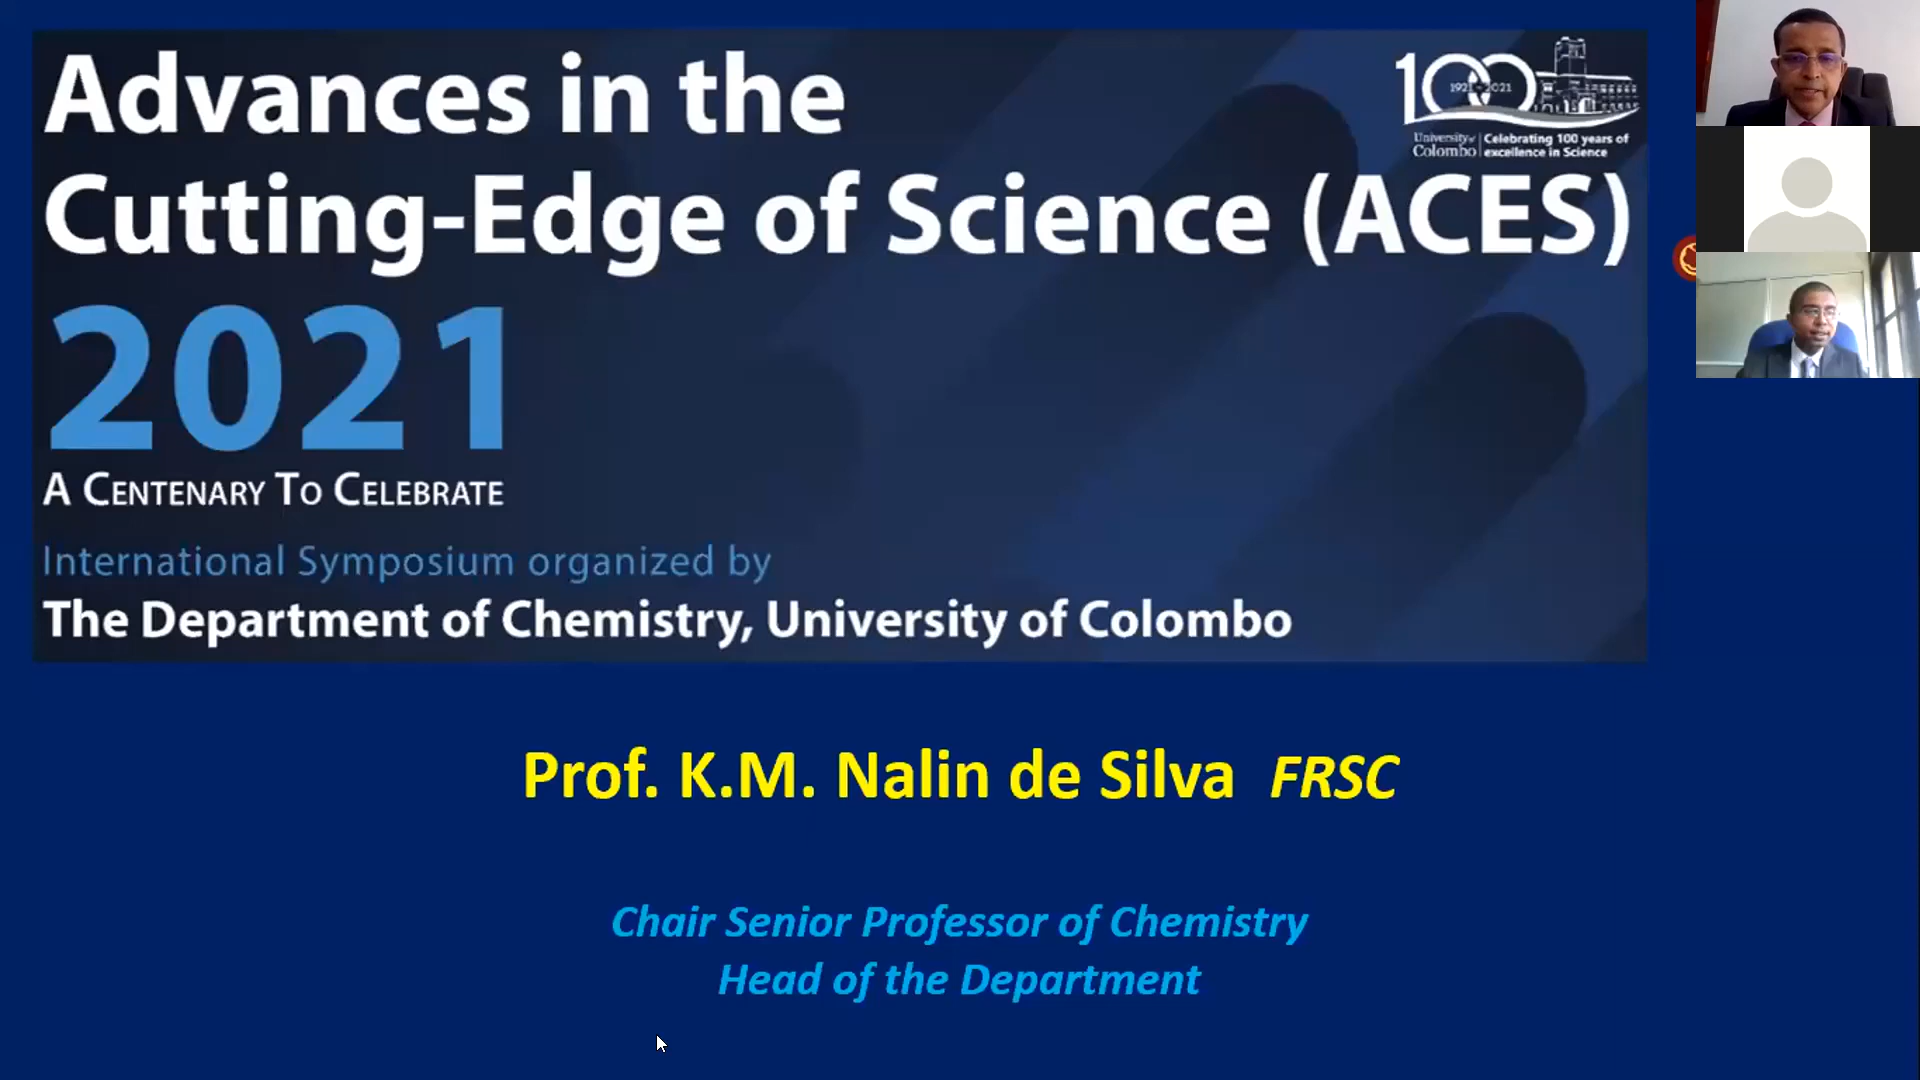 Advances in the
Cutting-Edge of Science (ACES)
2021
A CENTENARY TO CELEBRATE
International Symposium organized by
The Department of Chemistry, University of Colombo
100
1921 - 2021
University of Colombo
Celebrating 100 years of
excellence in Science
Prof. K.M. Nalin de Silva FRSC
Chair Senior Professor of Chemistry
Head of the Department